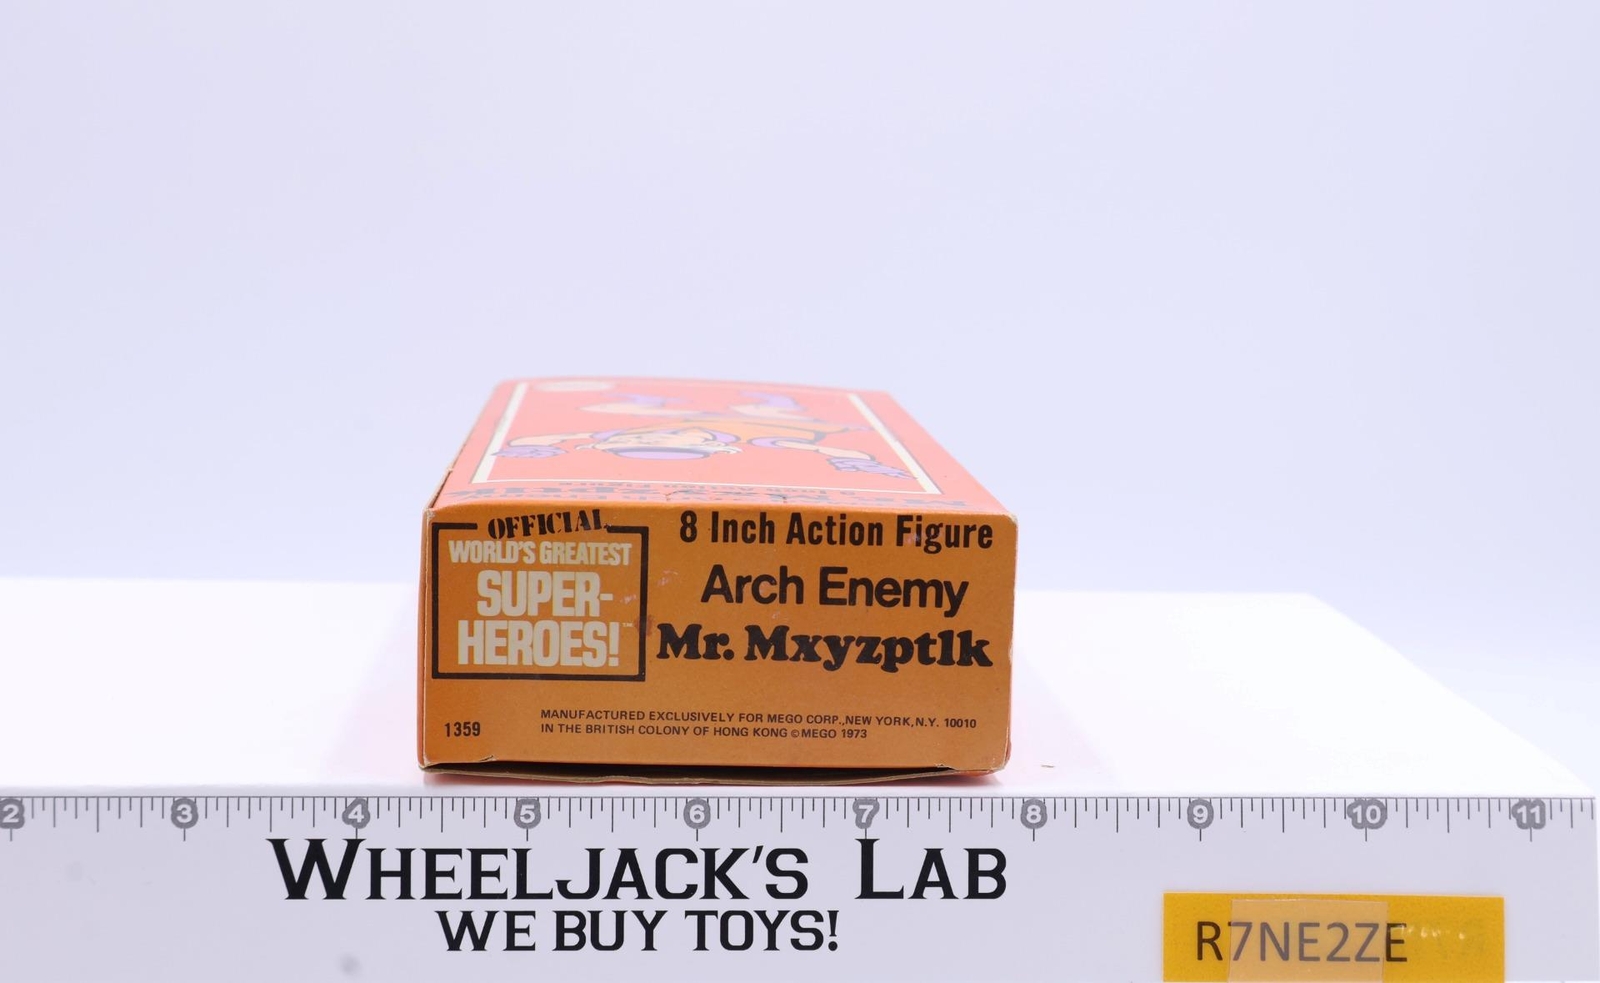 OFFICIAL
WORLD'S GREATEST
SUPER-
HEROES!™
8 Inch Action Figure
Arch Enemy
Mr. Mxyzptlk
1359
MANUFACTURED EXCLUSIVELY FOR MEGO CORP.,NEW YORK,N.Y. 10010
IN THE BRITISH COLONY OF HONG KONG ©MEGO 1973
2 3 4 5 6 7 8 9 10 11
WHEELJACK'S LAB
WE BUY TOYS!
R7NE2ZE